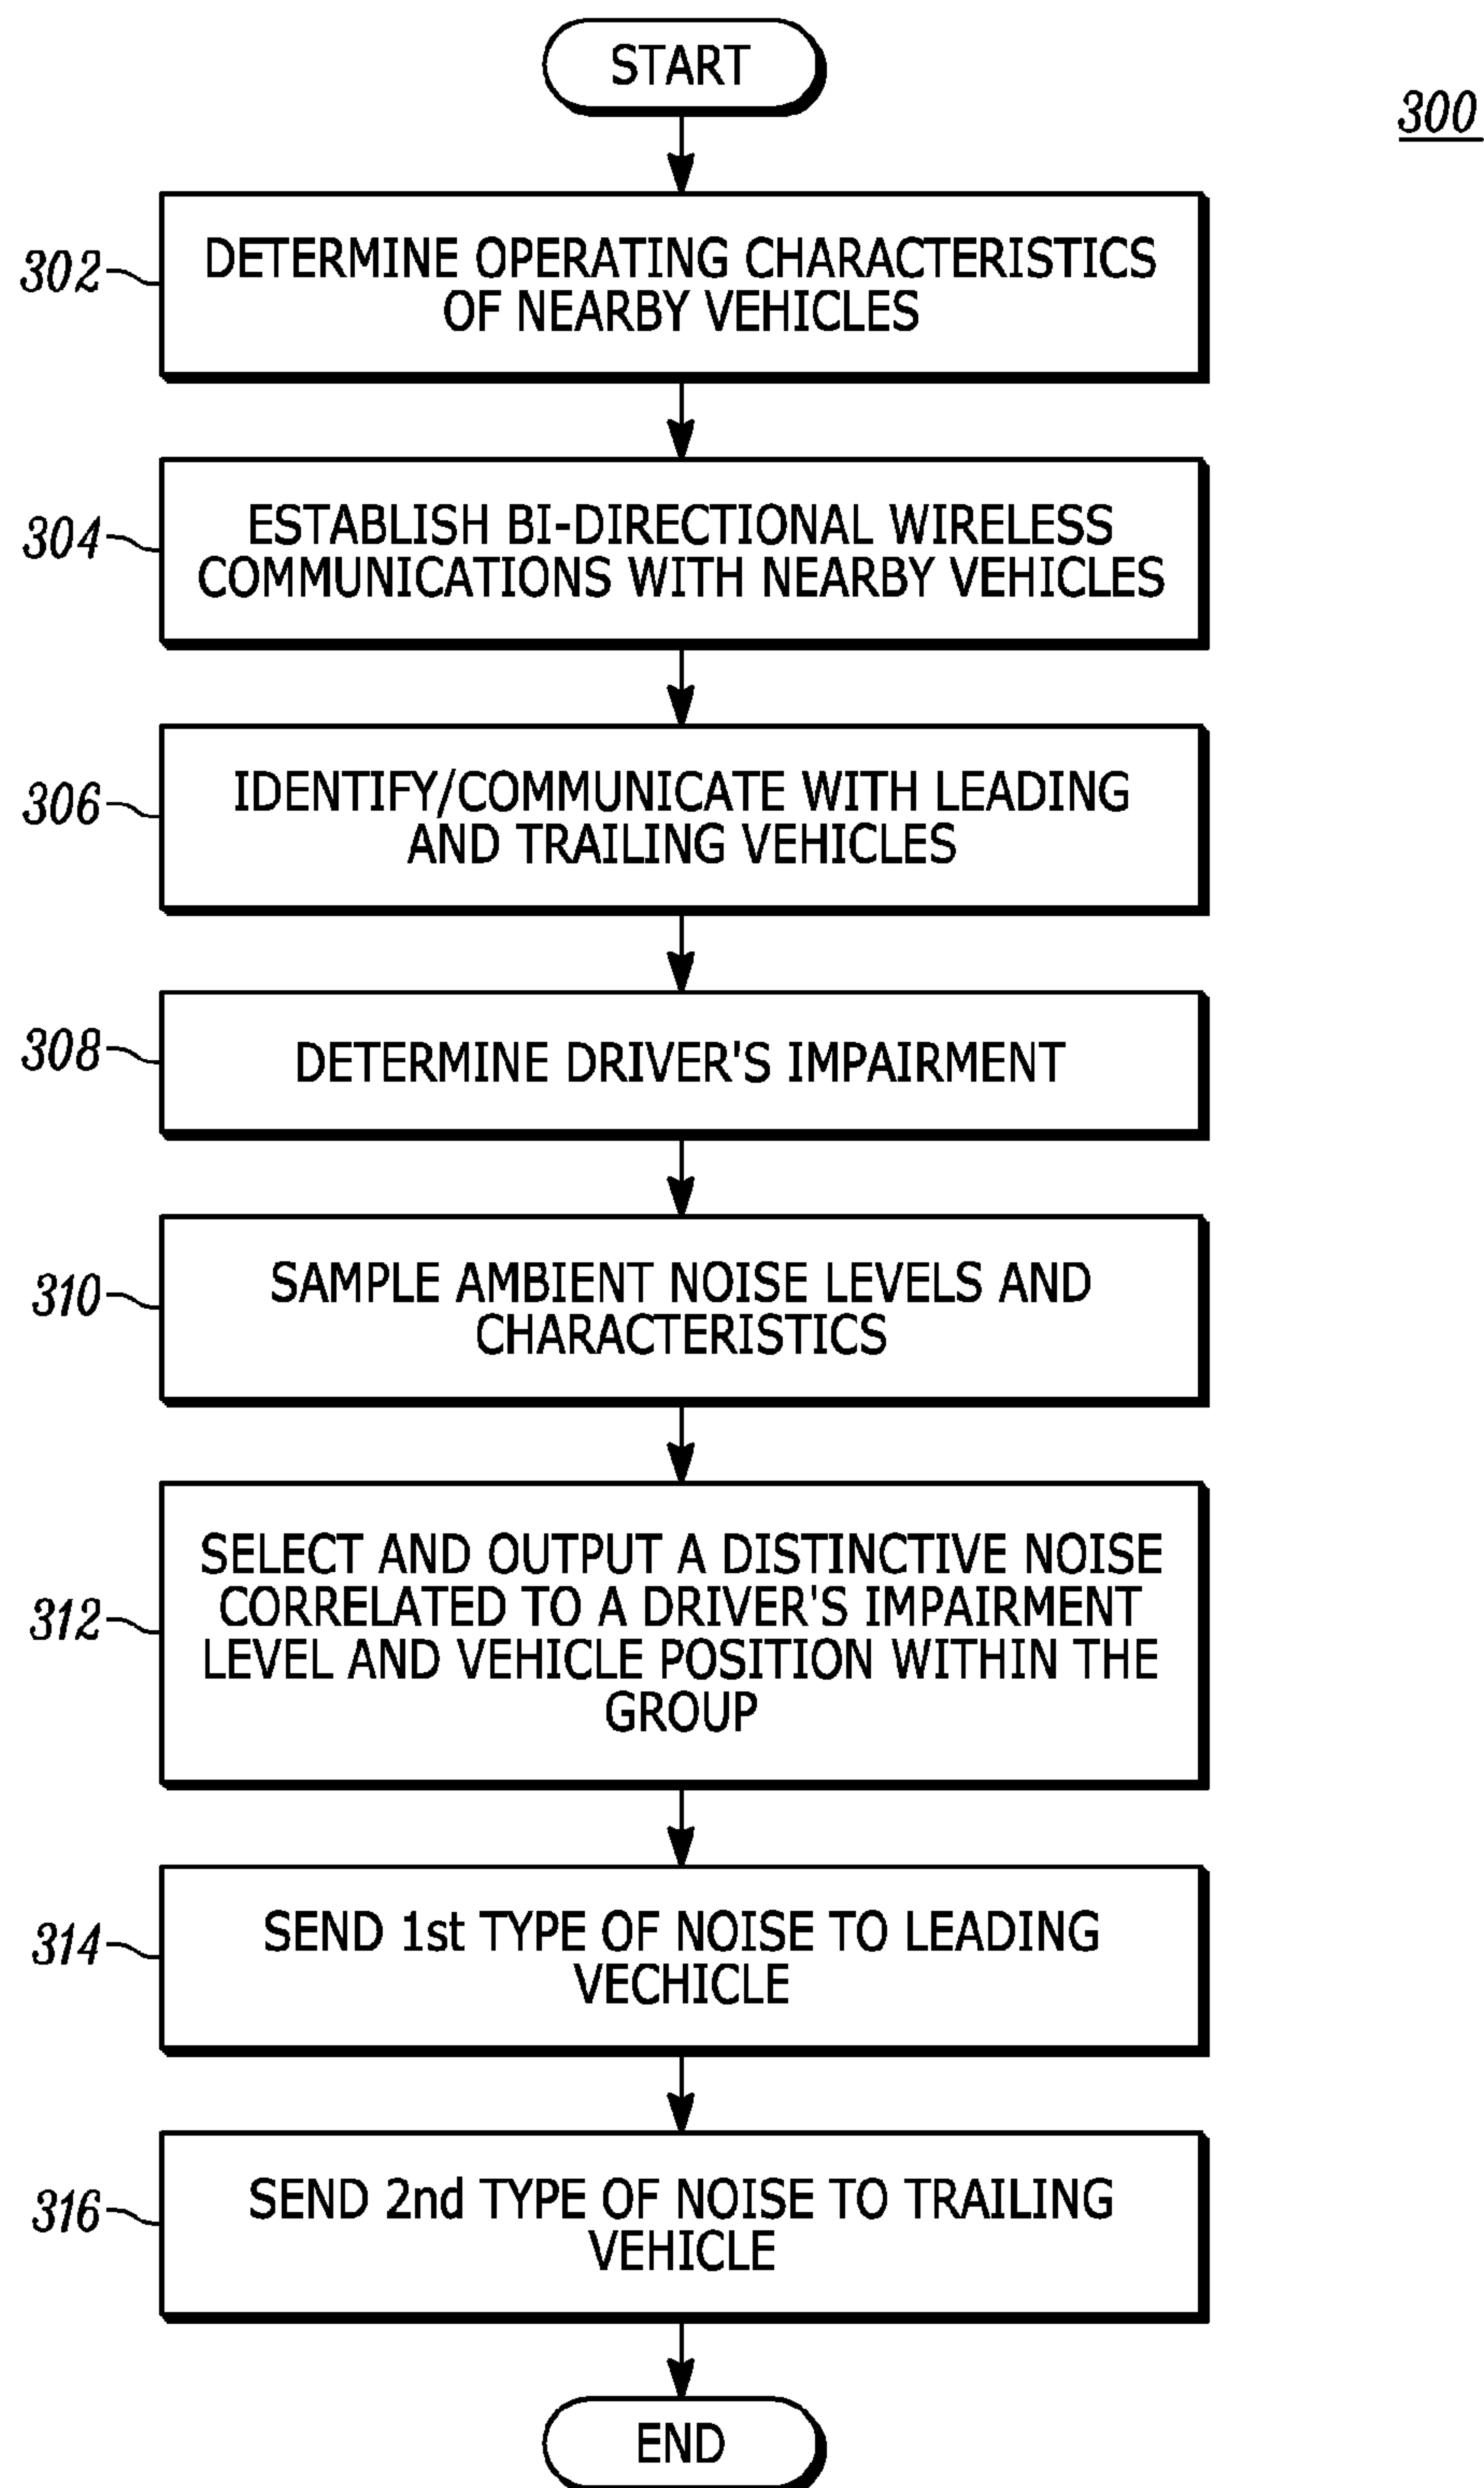 START
300
302
DETERMINE OPERATING CHARACTERISTICS
OF NEARBY VEHICLES
304
ESTABLISH BI-DIRECTIONAL WIRELESS
COMMUNICATIONS WITH NEARBY VEHICLES
306
IDENTIFY/COMMUNICATE WITH LEADING
AND TRAILING VEHICLES
308
DETERMINE DRIVER'S IMPAIRMENT
310
SAMPLE AMBIENT NOISE LEVELS AND
CHARACTERISTICS
312
SELECT AND OUTPUT A DISTINCTIVE NOISE
CORRELATED TO A DRIVER'S IMPAIRMENT
LEVEL AND VEHICLE POSITION WITHIN THE
GROUP
314
SEND 1st TYPE OF NOISE TO LEADING
VECHICLE
316
SEND 2nd TYPE OF NOISE TO TRAILING
VEHICLE
END